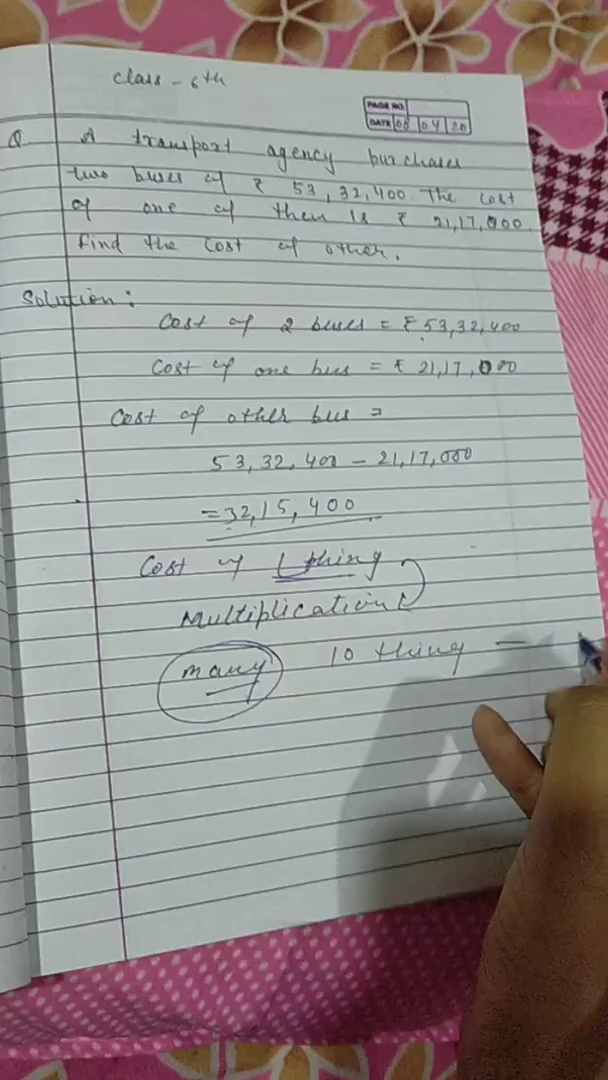 Class - 6th
PAGE NO.
DATE 08 04 20
Q A transport agency purchases
two buses of ₹ 53,32,400. The cost
of one of them is ₹ 21,17,000.
Find the cost of other.
Solution:
Cost of 2 buses = ₹ 53,32,400
Cost of one bus = ₹ 21,17,000
Cost of other bus =
53,32,400 - 21,17,000
= 32,15,400
Cost of 1 thing
Multiplication
many 10 thing -